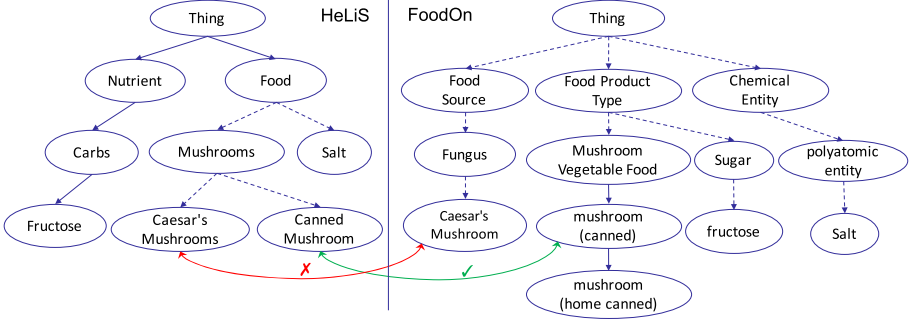 HeLiS
Thing
Nutrient
Food
Carbs
Mushrooms
Salt
Fructose
Caesar's
Mushrooms
Canned
Mushroom
✗
FoodOn
Thing
Food
Source
Food Product
Type
Chemical
Entity
Fungus
Mushroom
Vegetable Food
Sugar
polyatomic
entity
Caesar's
Mushroom
mushroom
(canned)
fructose
Salt
✓
mushroom
(home canned)